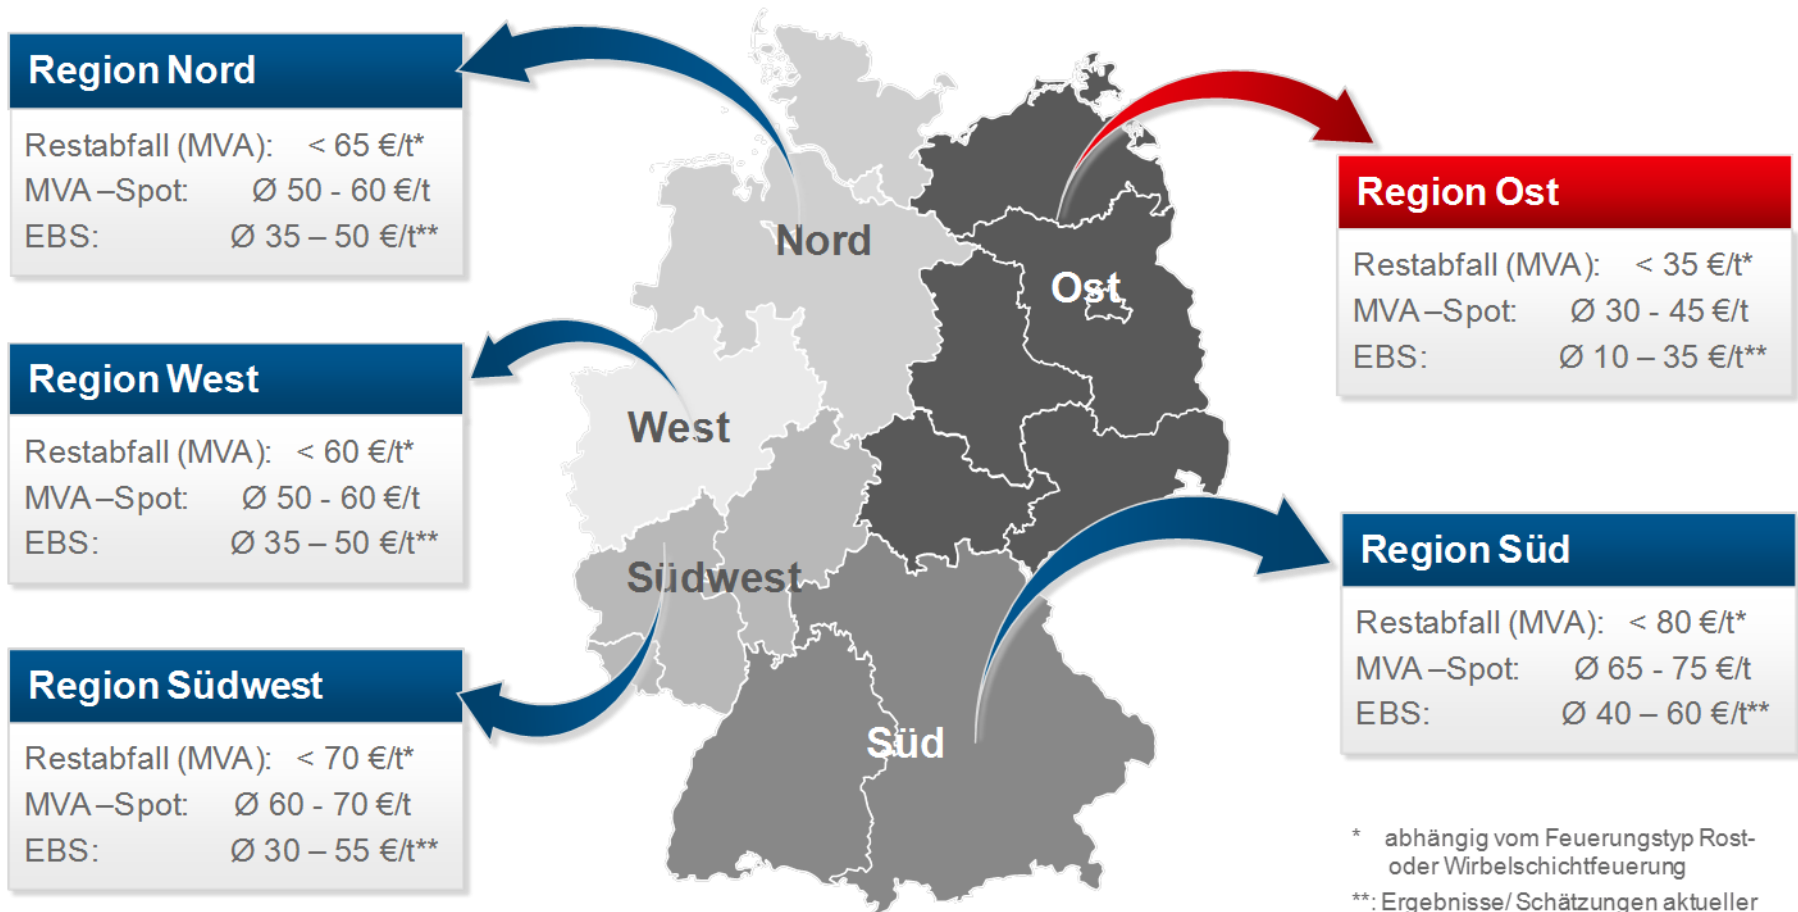 Region Nord
Restabfall (MVA): < 65 €/t*
MVA –Spot: Ø 50 - 60 €/t
EBS: Ø 35 – 50 €/t**
Region West
Restabfall (MVA): < 60 €/t*
MVA –Spot: Ø 50 - 60 €/t
EBS: Ø 35 – 50 €/t**
Region Südwest
Restabfall (MVA): < 70 €/t*
MVA –Spot: Ø 60 - 70 €/t
EBS: Ø 30 – 55 €/t**
Nord
Ost
West
Südwest
Süd
Region Ost
Restabfall (MVA): < 35 €/t*
MVA –Spot: Ø 30 - 45 €/t
EBS: Ø 10 – 35 €/t**
Region Süd
Restabfall (MVA): < 80 €/t*
MVA –Spot: Ø 65 - 75 €/t
EBS: Ø 40 – 60 €/t**
* abhängig vom Feuerungstyp Rost-
oder Wirbelschichtfeuerung
**: Ergebnisse/ Schätzungen aktueller